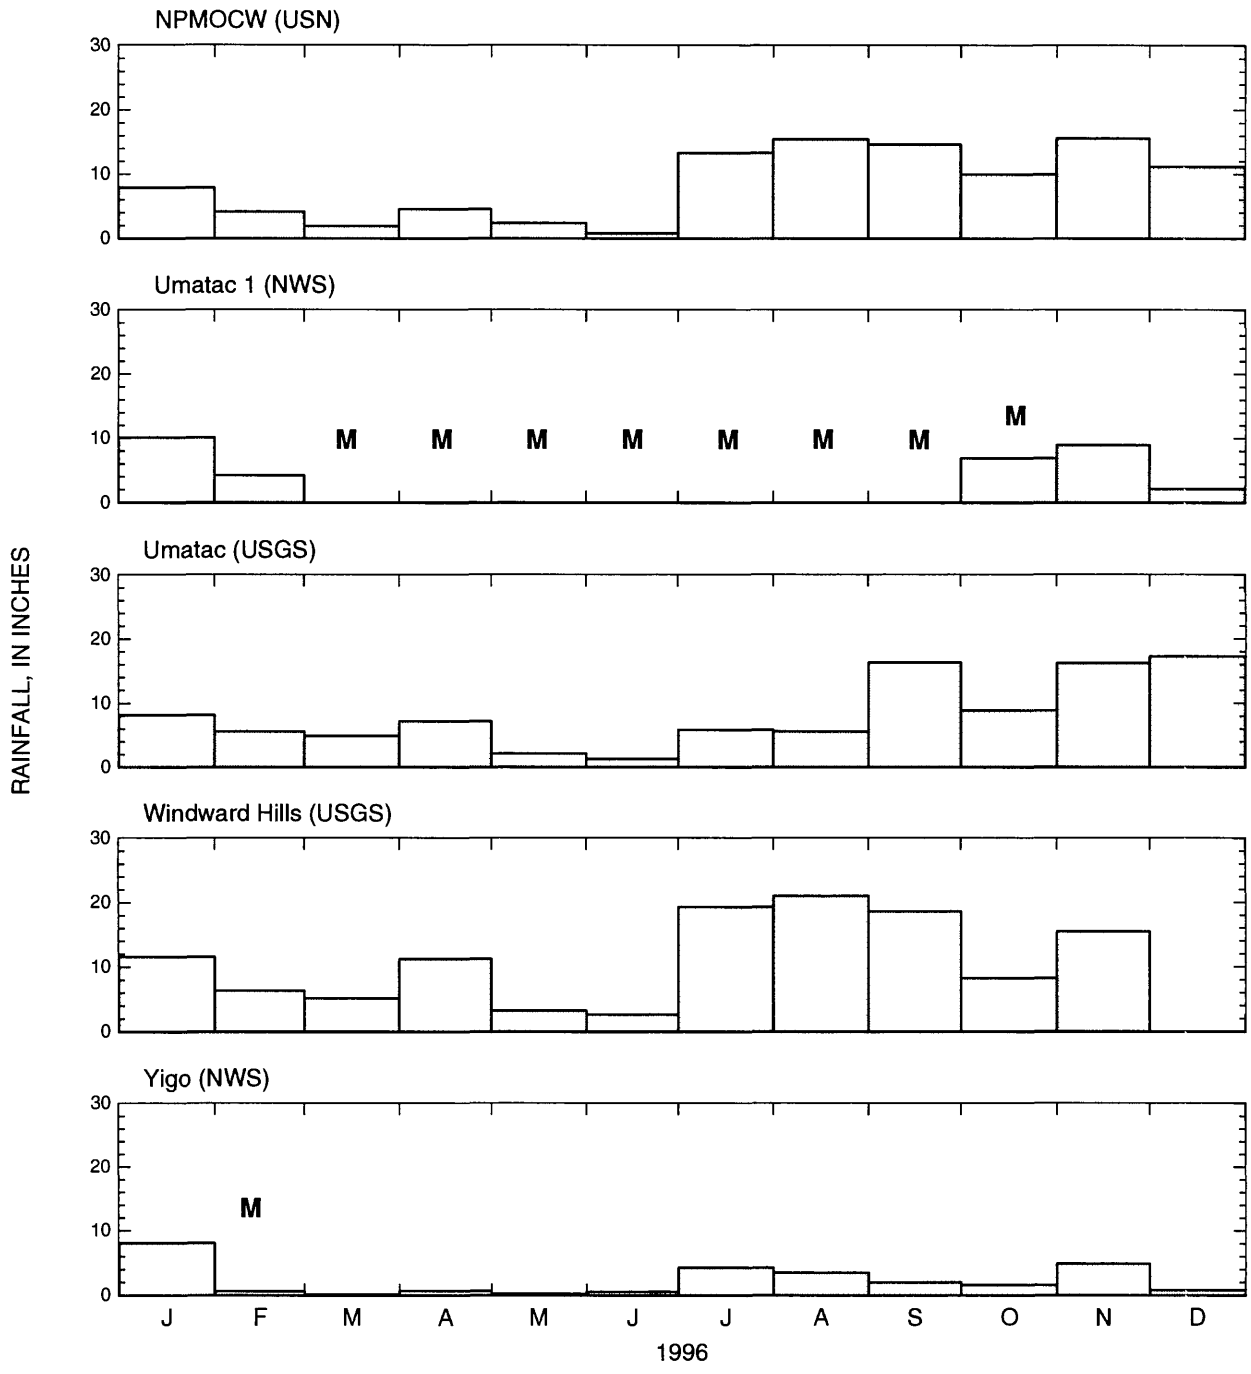 NPMOCW (USN)
30
20
10
0
Umatac 1 (NWS)
30
20
10
0
M M M M M M M M
Umatac (USGS)
30
20
10
0
Windward Hills (USGS)
30
20
10
0
Yigo (NWS)
30
20
10
0
M
J F M A M J J A S O N D
1996
RAINFALL, IN INCHES